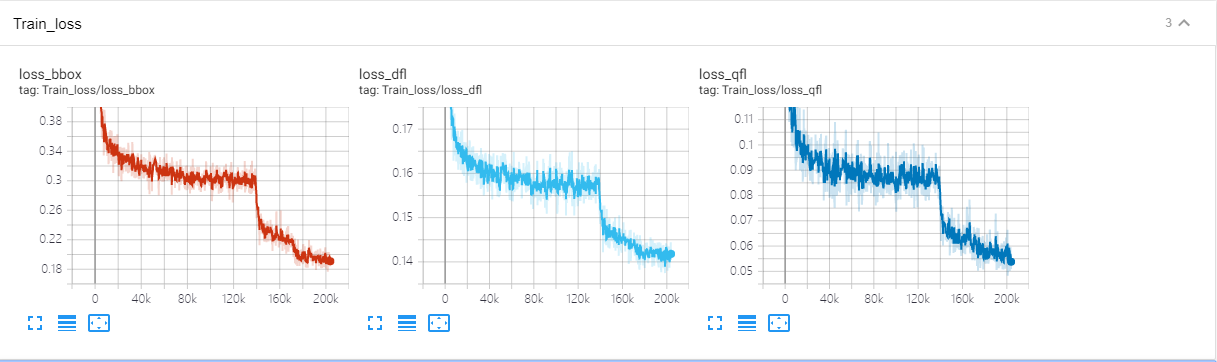 Train_loss
3
loss_bbox
tag: Train_loss/loss_bbox
0.38
0.34
0.3
0.26
0.22
0.18
0 40k 80k 120k 160k 200k
loss_dfl
tag: Train_loss/loss_dfl
0.17
0.16
0.15
0.14
0 40k 80k 120k 160k 200k
loss_qfl
tag: Train_loss/loss_qfl
0.11
0.1
0.09
0.08
0.07
0.06
0.05
0 40k 80k 120k 160k 200k